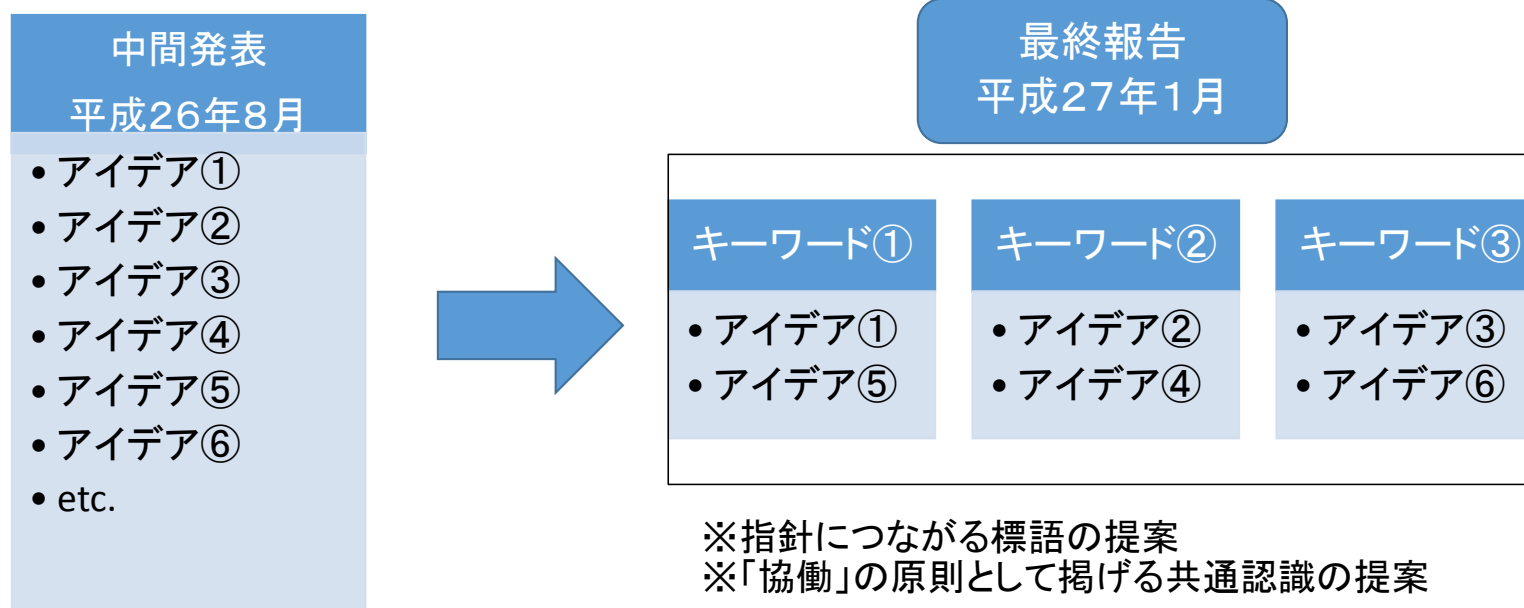 中間発表
平成26年8月
• アイデア①
• アイデア②
• アイデア③
• アイデア④
• アイデア⑤
• アイデア⑥
• etc.
最終報告
平成27年1月
キーワード①
• アイデア①
• アイデア⑤
キーワード②
• アイデア②
• アイデア④
キーワード③
• アイデア③
• アイデア⑥
※指針につながる標語の提案
※「協働」の原則として掲げる共通認識の提案